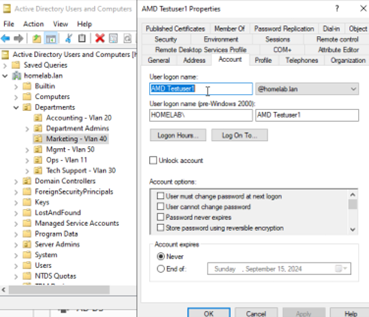 Active Directory Users and Computers
File Action View Help
Active Directory Users and Computers [
Saved Queries
homelab.lan
Builtin
Computers
Departments
Accounting - Vlan 20
Department Admins
Marketing - Vlan 40
Mgmt - Vlan 50
Ops - Vlan 11
Tech Support - Vlan 30
Domain Controllers
ForeignSecurityPrincipals
Keys
LostAndFound
Managed Service Accounts
Program Data
Server Admins
System
Users
NTDS Quotas
AMD Testuser1 Properties
Published Certificates Member Of Password Replication Dial-in Object
Security Environment Sessions Remote control
Remote Desktop Services Profile COM+ Attribute Editor
General Address Account Profile Telephones Organization
User logon name:
AMD Testuser1 @homelab.lan
User logon name (pre-Windows 2000):
HOMELAB\ AMD Testuser1
Logon Hours... Log On To...
Unlock account
Account options:
User must change password at next logon
User cannot change password
Password never expires
Store password using reversible encryption
Account expires
Never
End of: Sunday , September 15, 2024
OK Cancel Apply Help